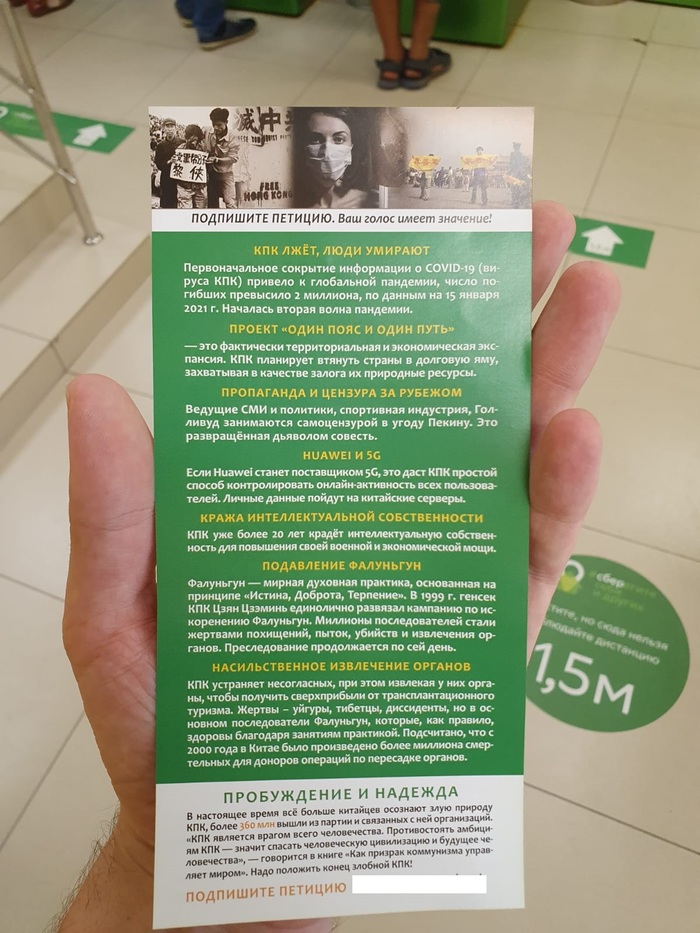 FREE
HONG KONG
ПОДПИШИТЕ ПЕТИЦИЮ. Ваш голос имеет значение!
КПК ЛЖЁТ, ЛЮДИ УМИРАЮТ
Первоначальное сокрытие информации о COVID-19 (ви-
руса КПК) привело к глобальной пандемии, число по-
гибших превысило 2 миллиона, по данным на 15 января
2021 г. Началась вторая волна пандемии.
ПРОЕКТ «ОДИН ПОЯС И ОДИН ПУТЬ»
— это фактически территориальная и экономическая экс-
пансия. КПК планирует втянуть страны в долговую яму,
захватывая в качестве залога их природные ресурсы.
ПРОПАГАНДА И ЦЕНЗУРА ЗА РУБЕЖОМ
Ведущие СМИ и политики, спортивная индустрия, Гол-
ливуд занимаются самоцензурой в угоду Пекину. Это
развращённая дьяволом совесть.
HUAWEI И 5G
Если Huawei станет поставщиком 5G, это даст КПК простой
способ контролировать онлайн-активность всех пользова-
телей. Личные данные пойдут на китайские серверы.
КРАЖА ИНТЕЛЛЕКТУАЛЬНОЙ СОБСТВЕННОСТИ
КПК уже более 20 лет крадёт интеллектуальную собствен-
ность для повышения своей военной и экономической мощи.
ПОДАВЛЕНИЕ ФАЛУНЬГУН
Фалуньгун — мирная духовная практика, основанная на
принципе «Истина, Доброта, Терпение». В 1999 г. генсек
КПК Цзян Цзэминь единолично развязал кампанию по ис-
коренению Фалуньгун. Миллионы последователей стали
жертвами похищений, пыток, убийств и извлечения ор-
ганов. Преследование продолжается по сей день.
НАСИЛЬСТВЕННОЕ ИЗВЛЕЧЕНИЕ ОРГАНОВ
КПК устраняет несогласных, при этом извлекая у них орга-
ны, чтобы получить сверхприбыли от трансплантационного
туризма. Жертвы – уйгуры, тибетцы, диссиденты, но в ос-
новном последователи Фалуньгун, которые, как правило,
здоровы благодаря занятиям практикой. Подсчитано, что с
2000 года в Китае было произведено более миллиона смер-
тельных для доноров операций по пересадке органов.
ПРОБУЖДЕНИЕ И НАДЕЖДА
В настоящее время всё больше китайцев осознают злую природу
КПК, более 360 млн вышли из партии и связанных с ней организаций.
«КПК является врагом всего человечества. Противостоять амбици-
ям КПК — значит спасать человеческую цивилизацию и будущее че-
ловечества», — говорится в книге «Как призрак коммунизма управ-
ляет миром». Надо положить конец злобной КПК!
ПОДПИШИТЕ ПЕТИЦИЮ
и других
но сюда нельзя
дистанцию
1,5м